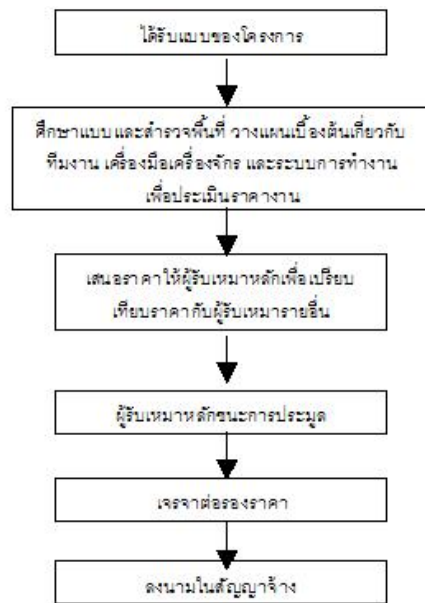 ได้รับแบบของโครงการ
ศึกษาแบบและสำรวจพื้นที่ วางแผนเบื้องต้นเกี่ยวกับ
ทีมงาน เครื่องมือเครื่องจักร และระบบการทำงาน
เพื่อประเมินราคางาน
เสนอราคาให้ผู้รับเหมาหลักเพื่อเปรียบ
เทียบราคากับผู้รับเหมารายอื่น
ผู้รับเหมาหลักชนะการประมูล
เจรจาต่อรองราคา
ลงนามในสัญญาจ้าง